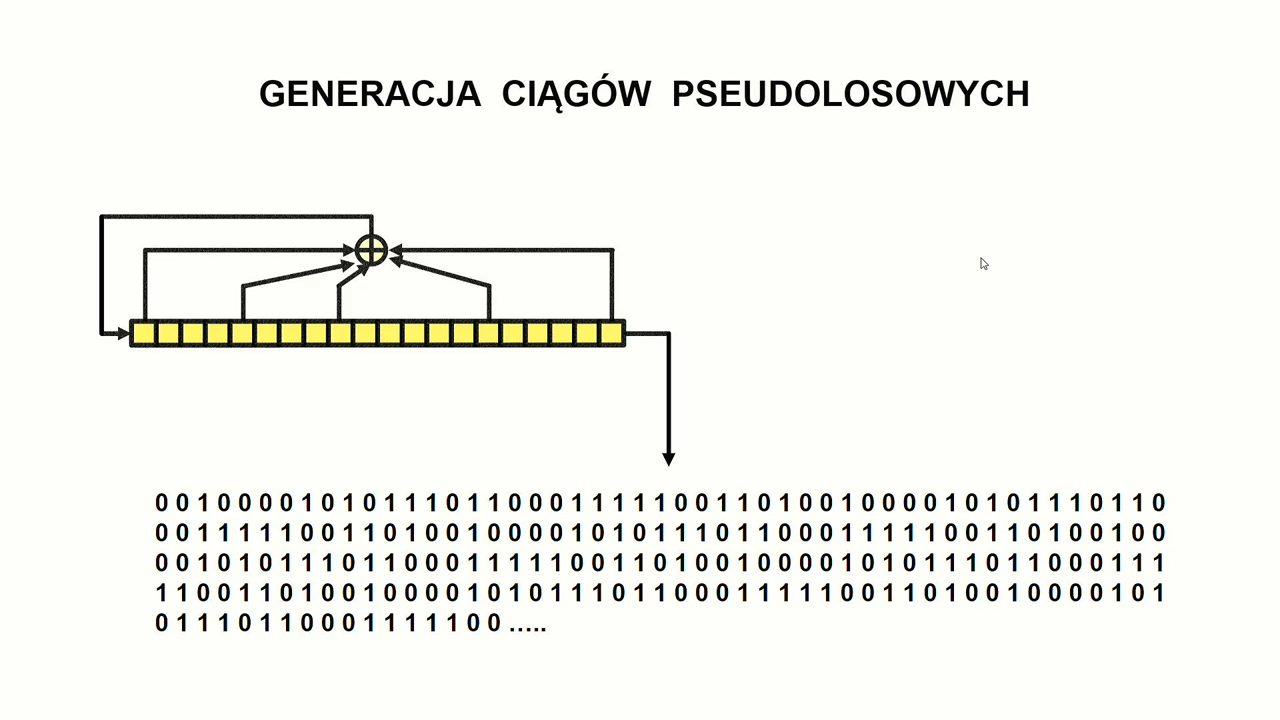 GENERACJA CIĄGÓW PSEUDOLOSOWYCH
0 0 1 0 0 0 0 1 0 1 0 1 1 1 0 1 1 0 0 0 1 1 1 1 1 0 0 1 1 0 1 0 0 1 0 0 0 0 1 0 1 0 1 1 1 0 1 1 0
0 0 1 1 1 1 1 0 0 1 1 0 1 0 0 1 0 0 0 0 1 0 1 0 1 1 1 0 1 1 0 0 0 1 1 1 1 1 0 0 1 1 0 1 0 0 1 0 0
0 0 1 0 1 0 1 1 1 0 1 1 0 0 0 1 1 1 1 1 0 0 1 1 0 1 0 0 1 0 0 0 0 1 0 1 0 1 1 1 0 1 1 0 0 0 1 1 1
1 1 0 0 1 1 0 1 0 0 1 0 0 0 0 1 0 1 0 1 1 1 0 1 1 0 0 0 1 1 1 1 1 0 0 1 1 0 1 0 0 1 0 0 0 0 1 0 1
0 1 1 1 0 1 1 0 0 0 1 1 1 1 1 0 0 .....